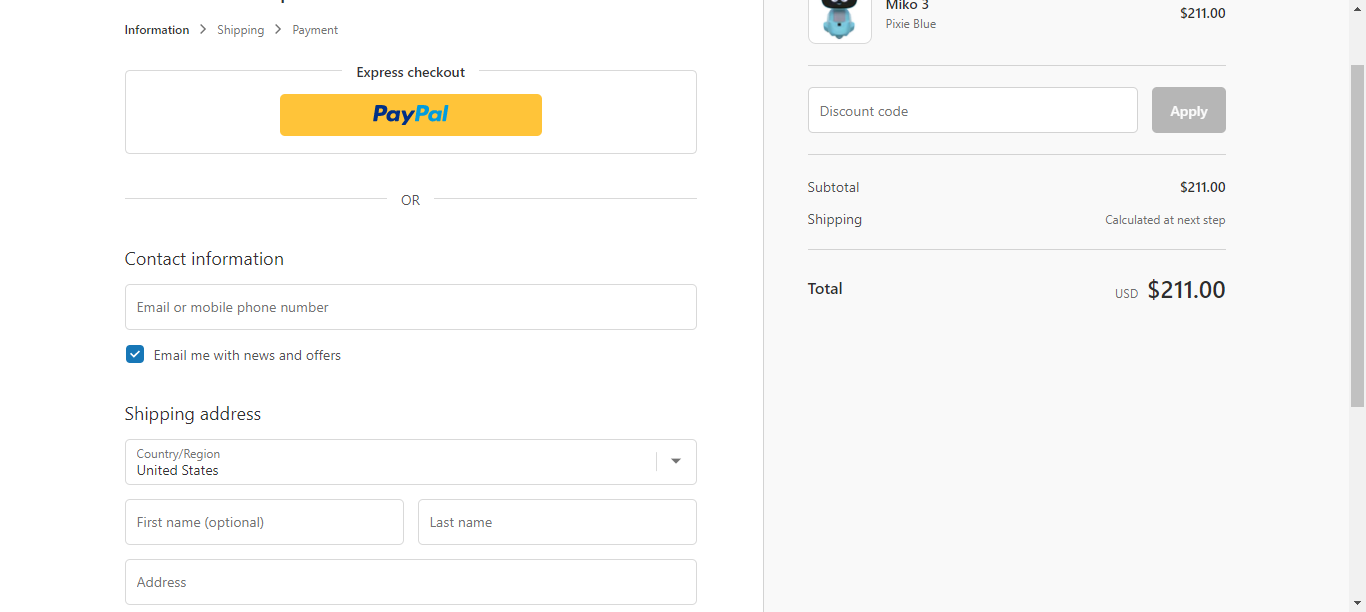 Information > Shipping > Payment
Express checkout
PayPal
OR
Contact information
Email or mobile phone number
Email me with news and offers
Shipping address
Country/Region
United States
First name (optional) Last name
Address
Miko 3 $211.00
Pixie Blue
Discount code Apply
Subtotal $211.00
Shipping Calculated at next step
Total USD $211.00